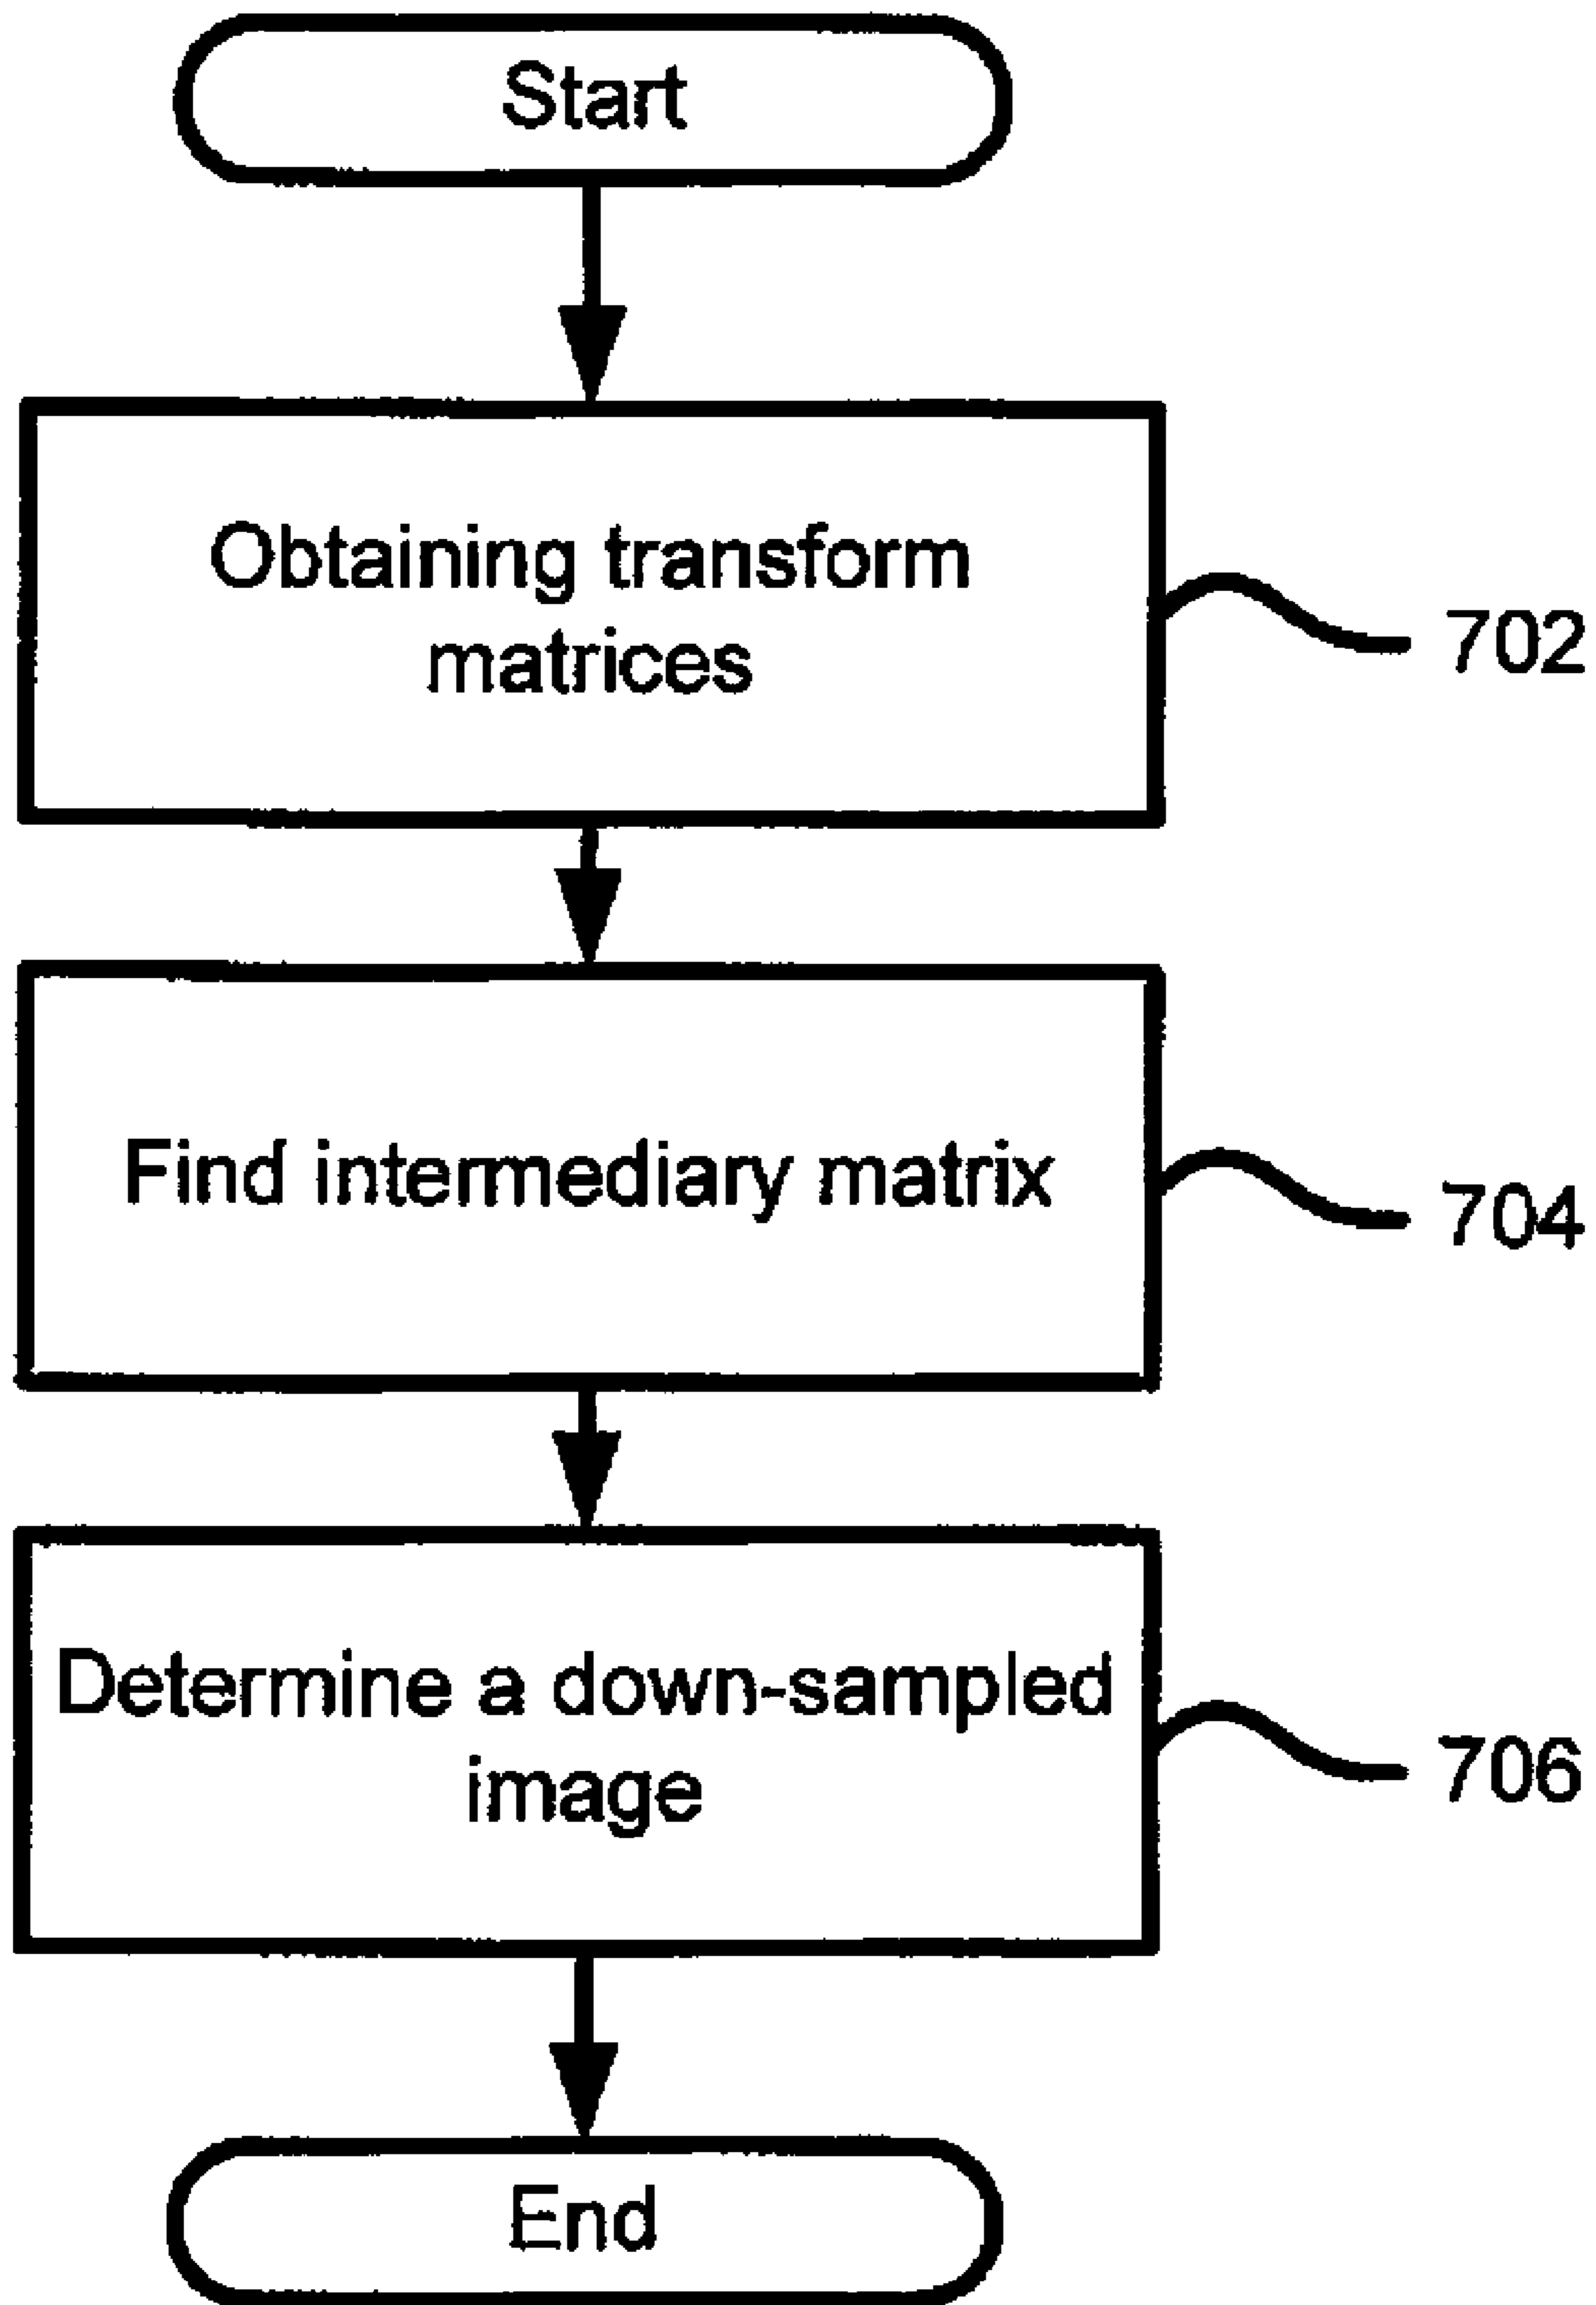 Start
Obtaining transform
matrices
702
Find intermediary matrix
704
Determine a down-sampled
image
706
End